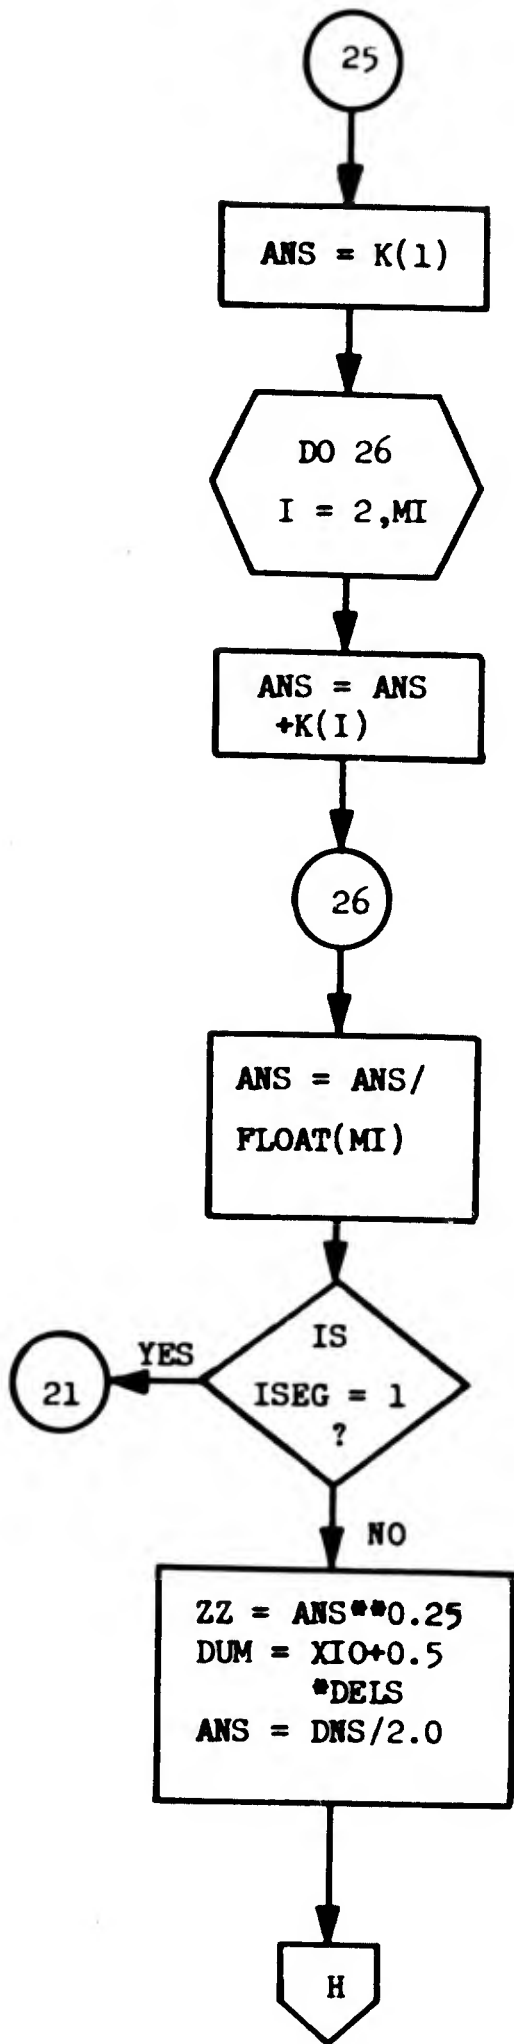 25
ANS = K(1)
DO 26
I = 2,MI
ANS = ANS
+K(I)
26
ANS = ANS/
FLOAT(MI)
IS
ISEG = 1
?
YES
21
NO
ZZ = ANS**0.25
DUM = XIO+0.5
*DELS
ANS = DNS/2.0
H